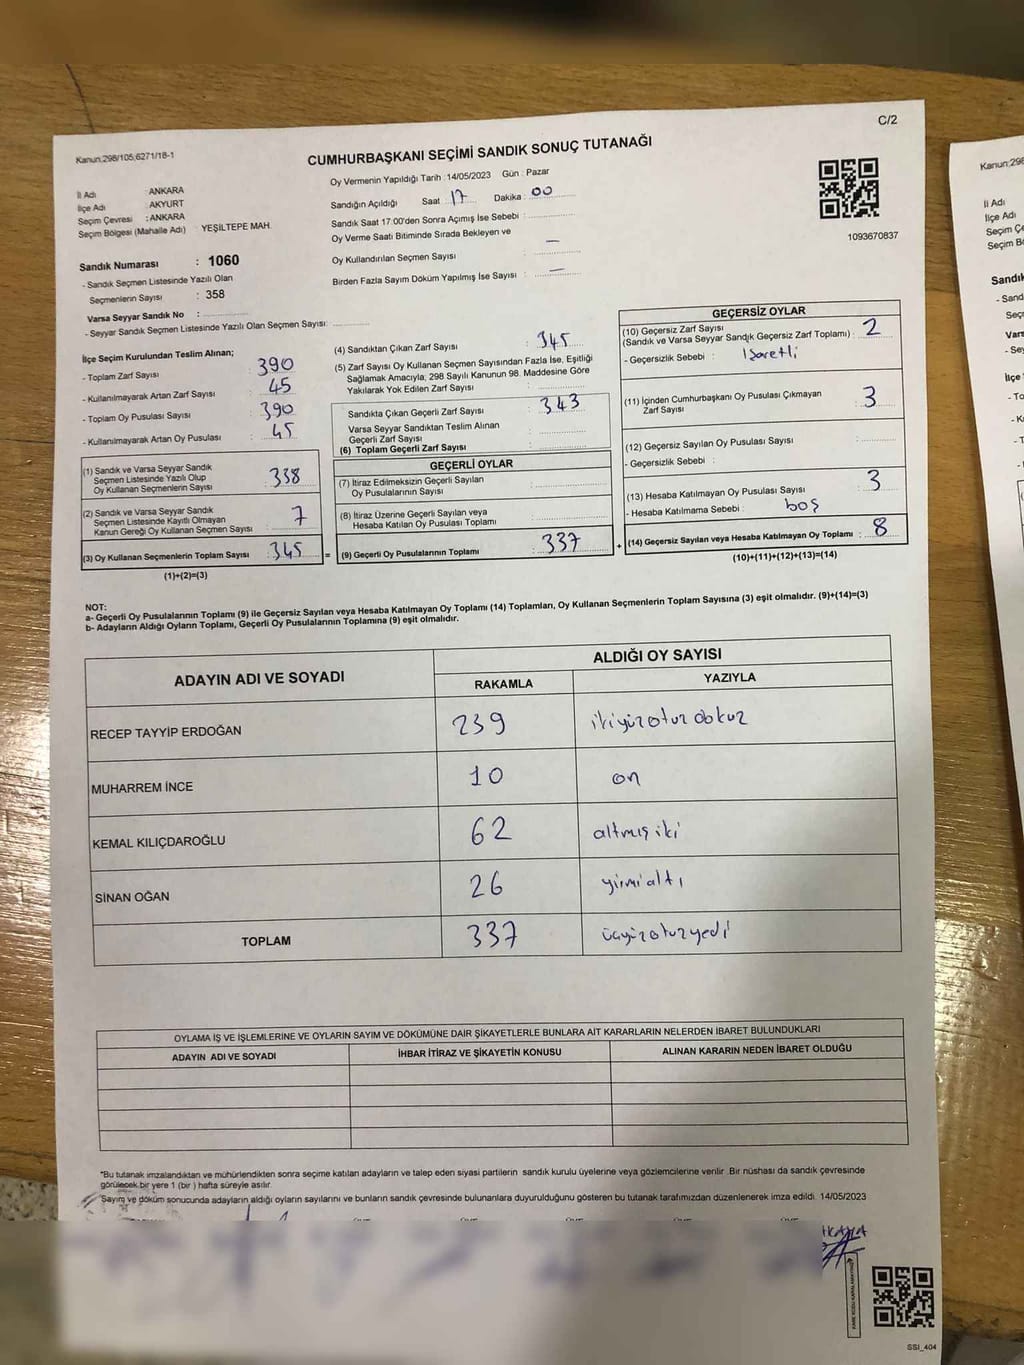 C/2
Kanun;298/105;6271/18-1
CUMHURBAŞKANI SEÇİMİ SANDIK SONUÇ TUTANAĞI
İl Adı : ANKARA
İlçe Adı : AKYURT
Seçim Çevresi : ANKARA
Seçim Bölgesi (Mahalle Adı) : YEŞİLTEPE MAH.
Oy Vermenin Yapıldığı Tarih : 14/05/2023 Gün : Pazar
Sandığın Açıldığı Saat 17 Dakika : 00
Sandık Saat 17:00'den Sonra Açımış İse Sebebi :
Oy Verme Saati Bitiminde Sırada Bekleyen ve
Oy Kullandırılan Seçmen Sayısı : —
Birden Fazla Sayım Döküm Yapılmış İse Sayısı : —
1093670837
Sandık Numarası : 1060
- Sandık Seçmen Listesinde Yazılı Olan
Seçmenlerin Sayısı : 358
Varsa Seyyar Sandık No :
- Seyyar Sandık Seçmen Listesinde Yazılı Olan Seçmen Sayısı:
İlçe Seçim Kurulundan Teslim Alınan;
- Toplam Zarf Sayısı : 390
- Kullanılmayarak Artan Zarf Sayısı : 45
- Toplam Oy Pusulası Sayısı : 390
- Kullanılmayarak Artan Oy Pusulası : 45
(1) Sandık ve Varsa Seyyar Sandık
Seçmen Listesinde Yazılı Olup
Oy Kullanan Seçmenlerin Sayısı : 338
(2) Sandık ve Varsa Seyyar Sandık
Seçmen Listesinde Kayıtlı Olmayan
Kanun Gereği Oy Kullanan Seçmen Sayısı : 7
(3) Oy Kullanan Seçmenlerin Toplam Sayısı : 345
(1)+(2)=(3)
(4) Sandıktan Çıkan Zarf Sayısı : 345
(5) Zarf Sayısı Oy Kullanan Seçmen Sayısından Fazla İse, Eşitliği
Sağlamak Amacıyla; 298 Sayılı Kanunun 98. Maddesine Göre
Yakılarak Yok Edilen Zarf Sayısı :
Sandıkta Çıkan Geçerli Zarf Sayısı : 343
Varsa Seyyar Sandıktan Teslim Alınan
Geçerli Zarf Sayısı :
(6) Toplam Geçerli Zarf Sayısı :
GEÇERLİ OYLAR
(7) İtiraz Edilmeksizin Geçerli Sayılan
Oy Pusulalarının Sayısı :
(8) İtiraz Üzerine Geçerli Sayılan veya
Hesaba Katılan Oy Pusulası Toplamı :
= (9) Geçerli Oy Pusulalarının Toplamı : 337 +
GEÇERSİZ OYLAR
(10) Geçersiz Zarf Sayısı
(Sandık ve Varsa Seyyar Sandık Geçersiz Zarf Toplamı) : 2
- Geçersizlik Sebebi : İşaretli
(11) İçinden Cumhurbaşkanı Oy Pusulası Çıkmayan
Zarf Sayısı : 3
(12) Geçersiz Sayılan Oy Pusulası Sayısı :
- Geçersizlik Sebebi :
(13) Hesaba Katılmayan Oy Pusulası Sayısı : 3
- Hesaba Katılmama Sebebi : boş
(14) Geçersiz Sayılan veya Hesaba Katılmayan Oy Toplamı : 8
(10)+(11)+(12)+(13)=(14)
NOT:
a- Geçerli Oy Pusulalarının Toplamı (9) ile Geçersiz Sayılan veya Hesaba Katılmayan Oy Toplamı (14) Toplamları, Oy Kullanan Seçmenlerin Toplam Sayısına (3) eşit olmalıdır. (9)+(14)=(3)
b- Adayların Aldığı Oyların Toplamı, Geçerli Oy Pusulalarının Toplamına (9) eşit olmalıdır.
ADAYIN ADI VE SOYADI ALDIĞI OY SAYISI
RAKAMLA YAZIYLA
RECEP TAYYİP ERDOĞAN 239 ikiyüzotuzdokuz
MUHARREM İNCE 10 on
KEMAL KILIÇDAROĞLU 62 altmışiki
SİNAN OĞAN 26 yirmialtı
TOPLAM 337 üçyüzotuzyedi
OYLAMA İŞ VE İŞLEMLERİNE VE OYLARIN SAYIM VE DÖKÜMÜNE DAİR ŞİKAYETLERLE BUNLARA AİT KARARLARIN NELERDEN İBARET BULUNDUKLARI
ADAYIN ADI VE SOYADI İHBAR İTİRAZ VE ŞİKAYETİN KONUSU ALINAN KARARIN NEDEN İBARET OLDUĞU
*Bu tutanak imzalandıktan ve mühürlendikten sonra seçime katılan adayların ve talep eden siyasi partilerin sandık kurulu üyelerine veya gözlemcilerine verilir. Bir nüshası da sandık çevresinde
görülecek bir yere 1 (bir ) hafta süreyle asılır.
Sayım ve döküm sonucunda adayların aldığı oyların sayılarını ve bunların sandık çevresinde bulunanlara duyurulduğunu gösteren bu tutanak tarafımızdan düzenlenerek imza edildi. 14/05/2023
SSİ_404
Kanun;298
İl Adı
İlçe Adı
Seçim Çe
Seçim Bö